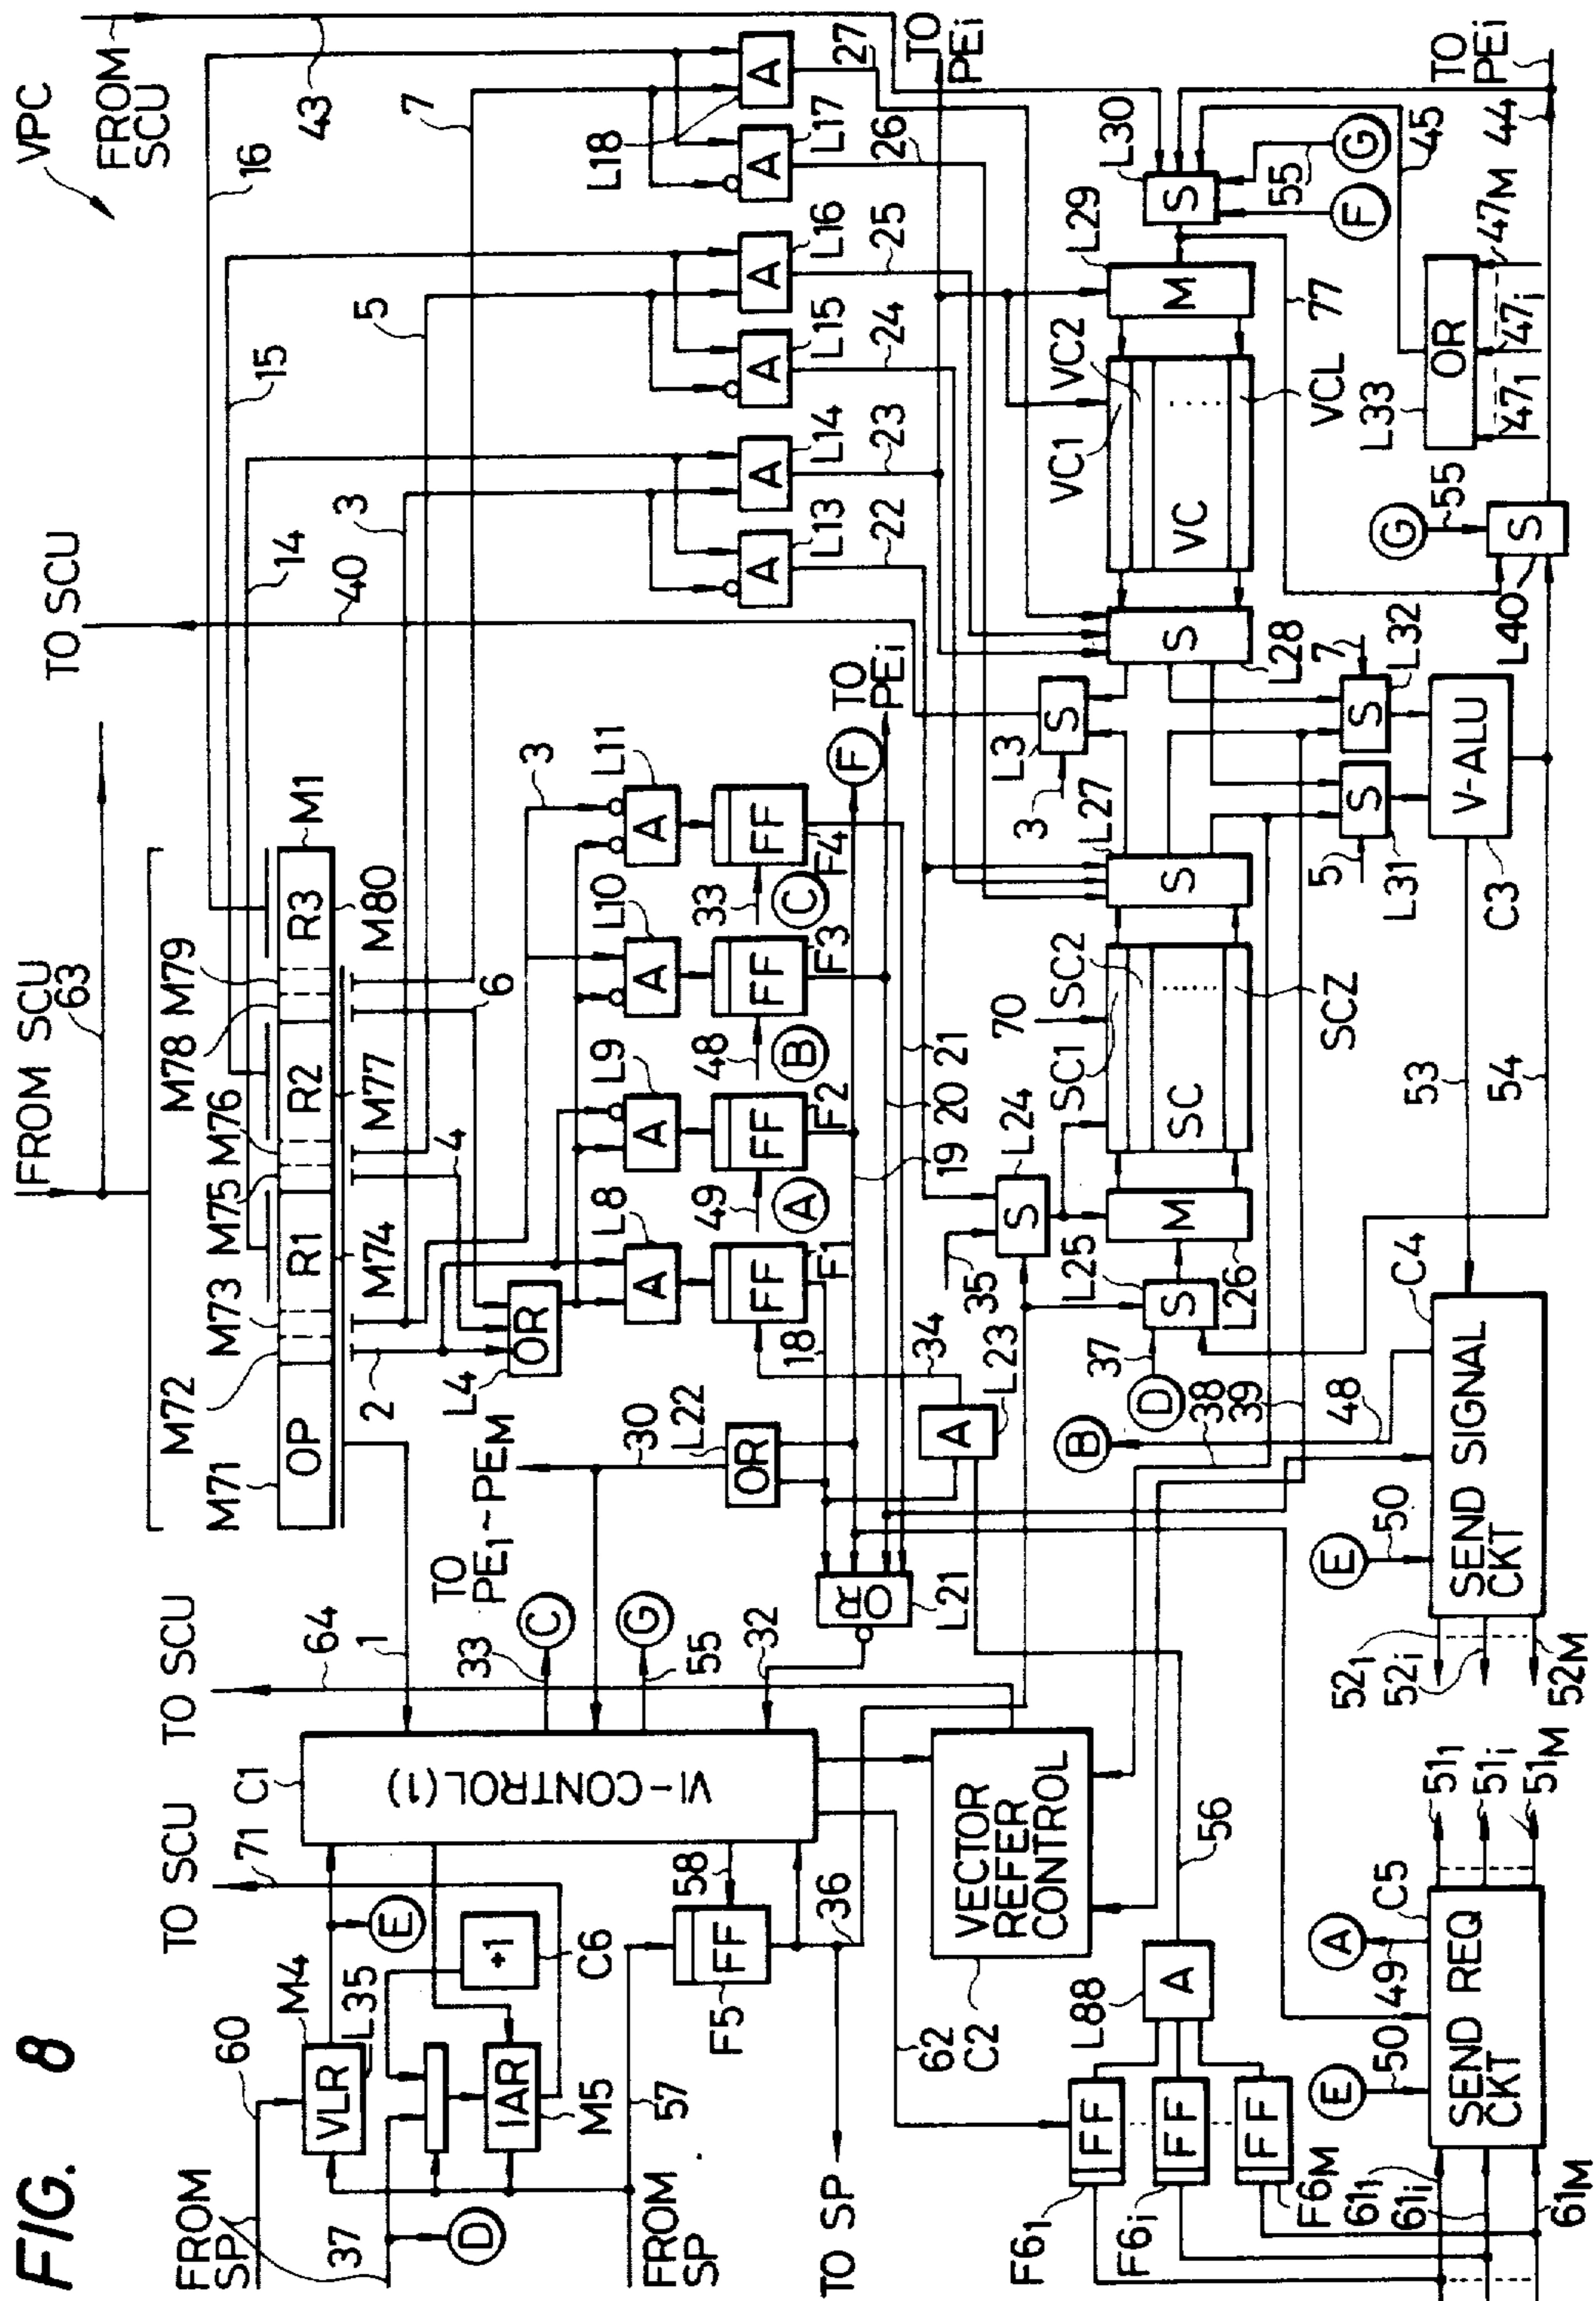 FIG. 8
VPC
FROM SCU
43
16
7
15
5
14
3
TO SCU
40
FROM SCU
63
M71
M72
M73
M74
M75
M76
M77
M78
M79
M80
M1
OP
R1
R2
R3
1
2
3
4
6
L4
OR
L8
A
L9
A
L10
A
L11
A
L13
A
L14
A
L15
A
L16
A
L17
A
L18
A
22
23
24
25
26
27
TO PEi
FF
F1
FF
F2
FF
F3
FF
F4
49
A
48
B
33
C
F
TO PEi
18
19
20
21
TO SCU
71
TO SCU
64
FROM SP
60
37
D
VLR
M4
L35
E
IAR
M5
+1
C6
57
FROM SP
C1
VI-CONTROL(1)
58
FF
F5
36
TO SP
33
C
55
G
32
TO PE1~PEM
30
OR
L22
OR
L21
34
A
L23
35
S
L24
L25
S
37
D
M
L26
70
SC1
SC2
SC
SCZ
S
L27
3
L3
S
S
L28
VC1
VC2
VC
VCL
M
L29
S
L30
55
G
F
77
45
44
TO PEi
OR
L33
471
47i
47M
5
S
L31
7
S
L32
V-ALU
C3
G
55
S
L40
53
54
38
39
62
C2
VECTOR REFER CONTROL
56
L88
A
F61
FF
F6i
FF
F6M
FF
611
61i
61M
E
50
SEND REQ CKT
C5
A
49
511
51i
51M
521
52i
52M
E
50
SEND SIGNAL CKT
C4
B
48